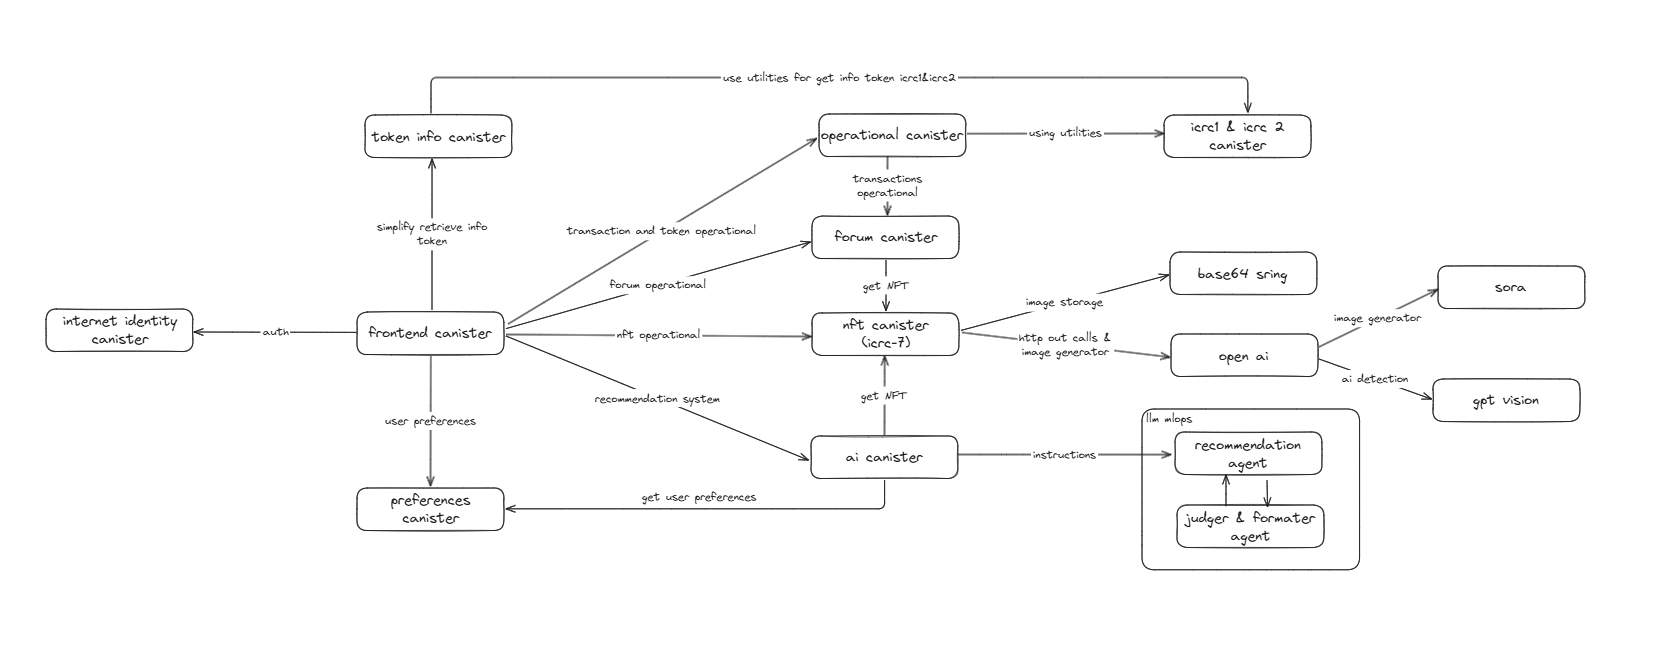 use utilities for get info token icrc1&icrc2
token info canister
operational canister
using utilities
icrc1 & icrc 2
canister
transactions
operational
simplify retrieve info
token
transaction and token operational
forum canister
forum operational
get NFT
base64 sring
image storage
sora
image generator
internet identity
canister
auth
frontend canister
nft operational
nft canister
(icrc-7)
http out calls &
image generator
open ai
ai detection
gpt vision
get NFT
recommendation system
user preferences
llm mlops
recommendation
agent
ai canister
instructions
get user preferences
preferences
canister
judger & formater
agent